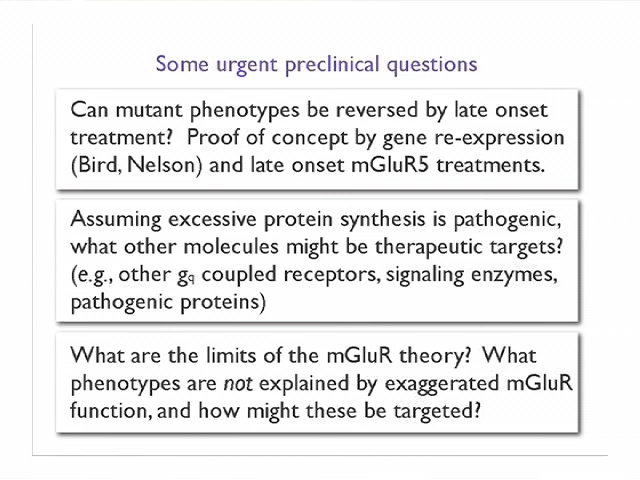 Some urgent preclinical questions
Can mutant phenotypes be reversed by late onset
treatment? Proof of concept by gene re-expression
(Bird, Nelson) and late onset mGluR5 treatments.
Assuming excessive protein synthesis is pathogenic,
what other molecules might be therapeutic targets?
(e.g., other gq coupled receptors, signaling enzymes,
pathogenic proteins)
What are the limits of the mGluR theory? What
phenotypes are not explained by exaggerated mGluR
function, and how might these be targeted?